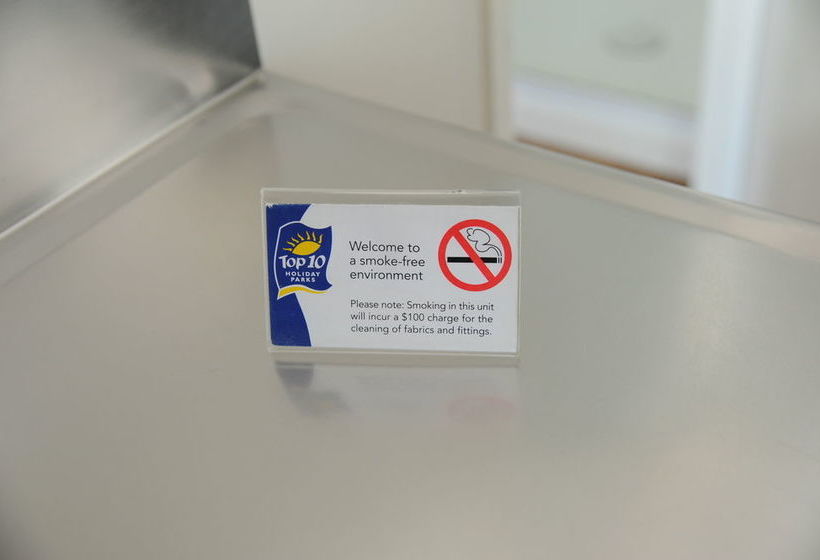 Top 10
HOLIDAY
PARKS
Welcome to
a smoke-free
environment
Please note: Smoking in this unit
will incur a $100 charge for the
cleaning of fabrics and fittings.